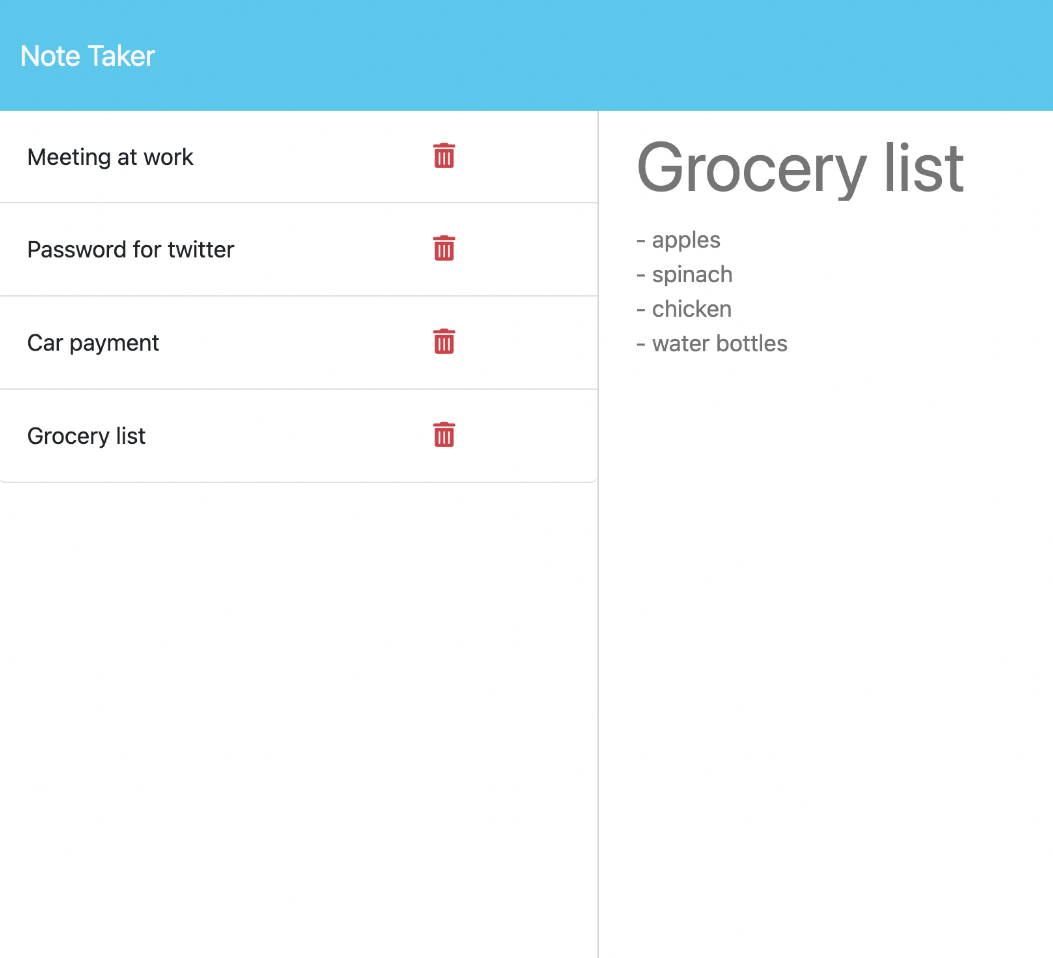 Note Taker
Meeting at work
Password for twitter
Car payment
Grocery list
Grocery list
- apples
- spinach
- chicken
- water bottles